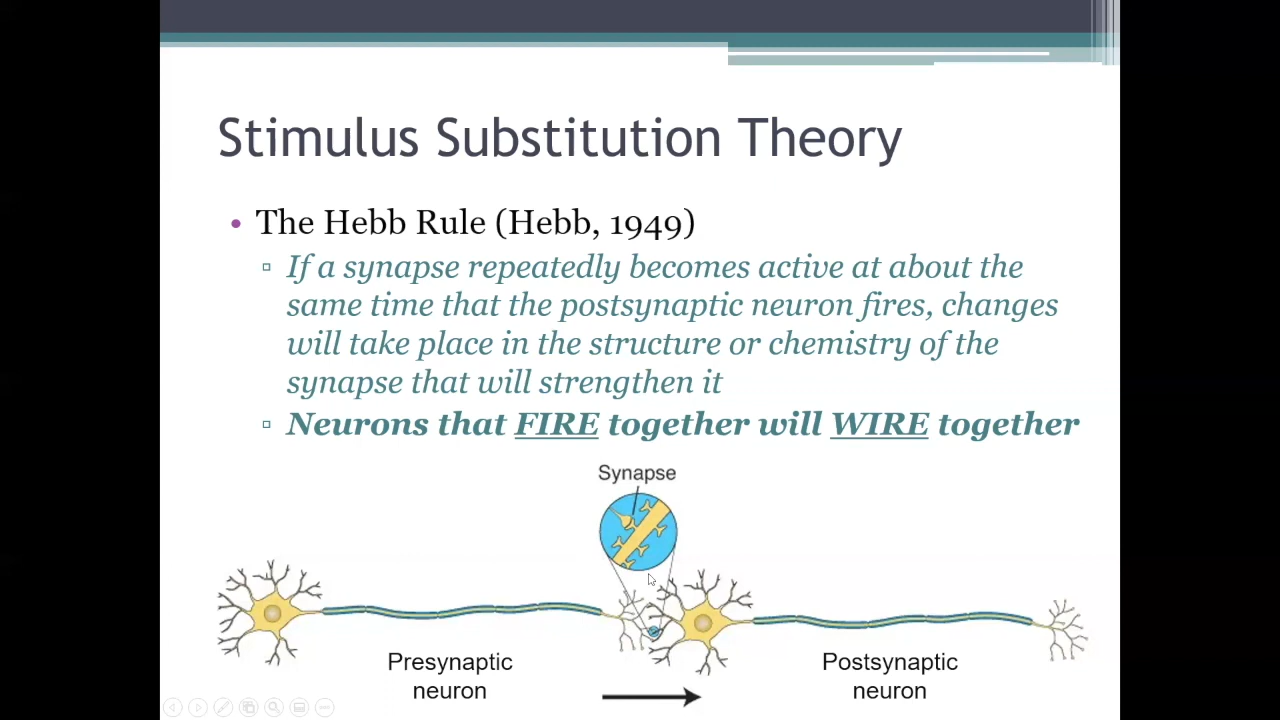 Stimulus Substitution Theory
• The Hebb Rule (Hebb, 1949)
▫ If a synapse repeatedly becomes active at about the
same time that the postsynaptic neuron fires, changes
will take place in the structure or chemistry of the
synapse that will strengthen it
▫ Neurons that FIRE together will WIRE together
Synapse
Presynaptic
neuron
Postsynaptic
neuron